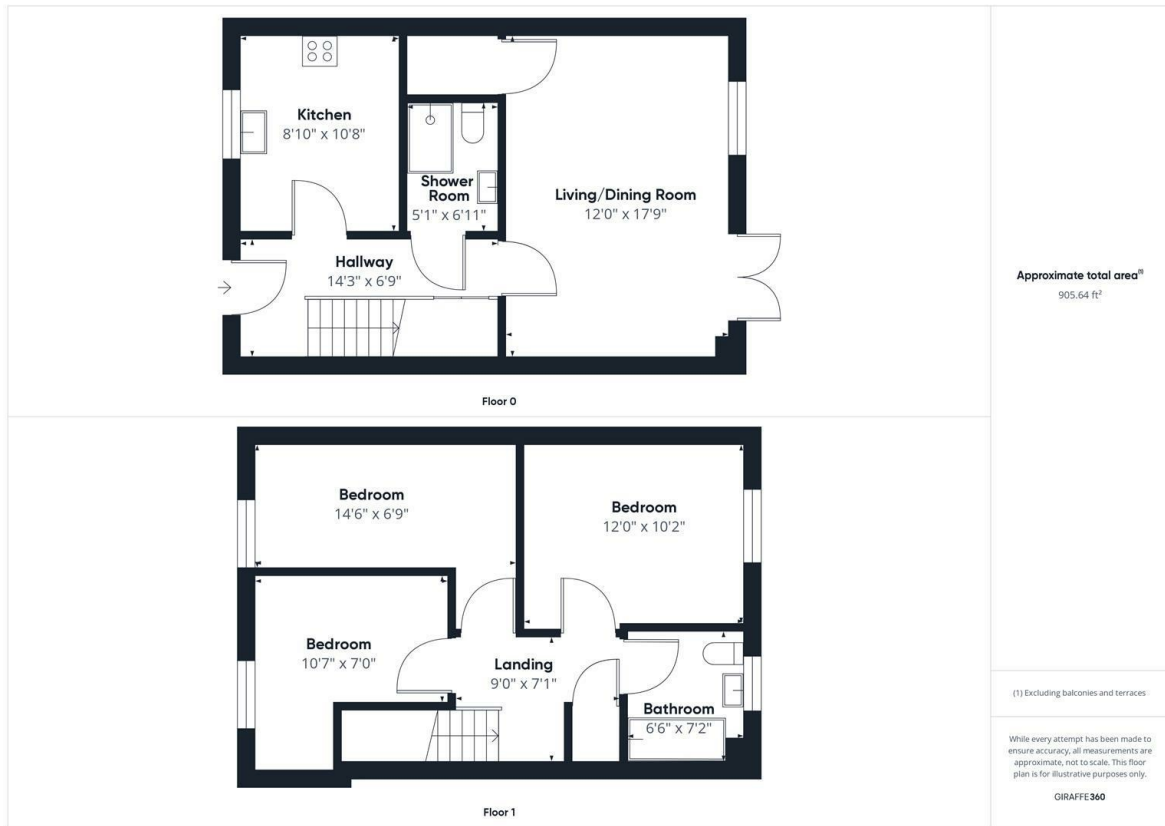 Kitchen
8'10" x 10'8"
Shower
Room
5'1" x 6'11"
Living/Dining Room
12'0" x 17'9"
Hallway
14'3" x 6'9"
Floor 0
Bedroom
14'6" x 6'9"
Bedroom
12'0" x 10'2"
Bedroom
10'7" x 7'0"
Landing
9'0" x 7'1"
Bathroom
6'6" x 7'2"
Floor 1
Approximate total area⁽¹⁾
905.64 ft²
(1) Excluding balconies and terraces
While every attempt has been made to
ensure accuracy, all measurements are
approximate, not to scale. This floor
plan is for illustrative purposes only.
GIRAFFE360